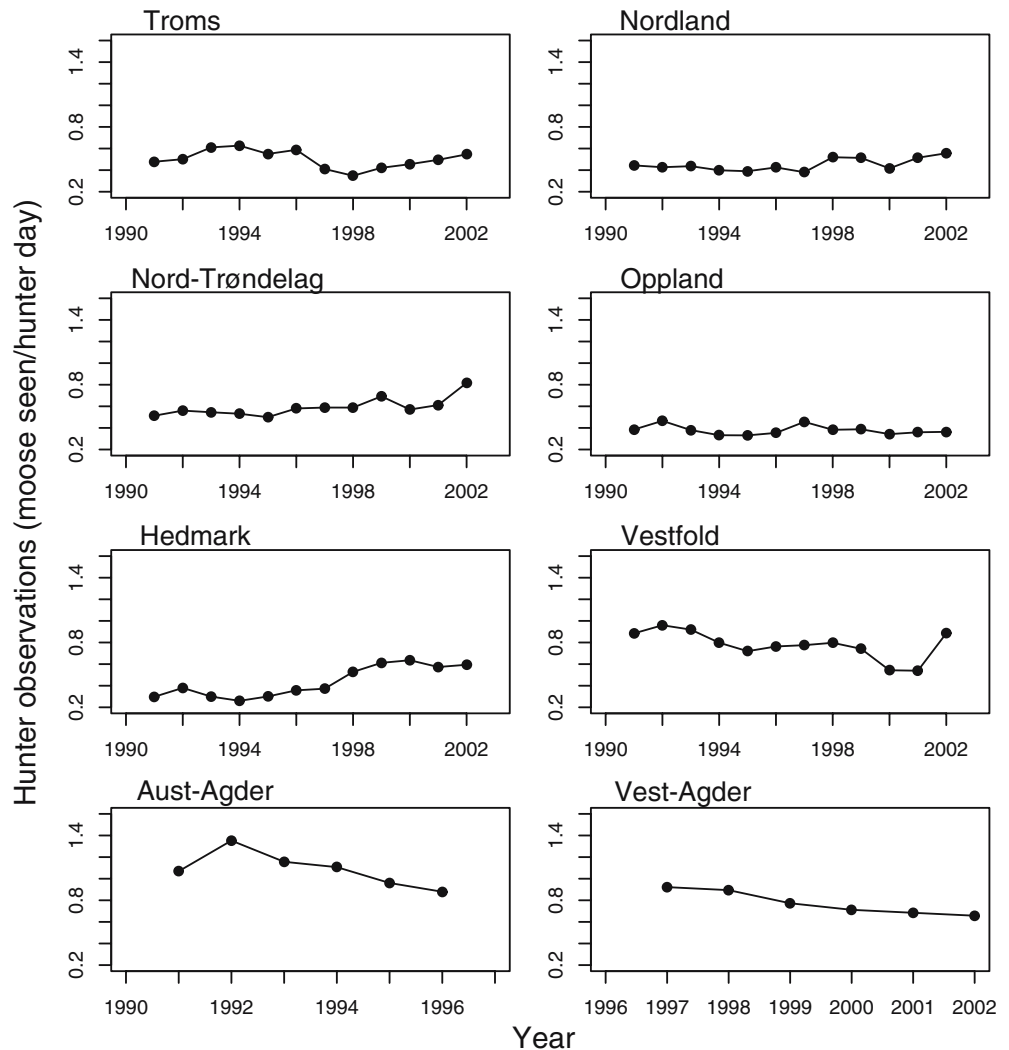 Troms
Nordland
1.4
0.8
0.2
1990 1994 1998 2002
1.4
0.8
0.2
1990 1994 1998 2002
Nord-Trøndelag
Oppland
1.4
0.8
0.2
1990 1994 1998 2002
1.4
0.8
0.2
1990 1994 1998 2002
Hedmark
Vestfold
1.4
0.8
0.2
1990 1994 1998 2002
1.4
0.8
0.2
1990 1994 1998 2002
Aust-Agder
Vest-Agder
1.4
0.8
0.2
1990 1992 1994 1996
1.4
0.8
0.2
1996 1997 1998 1999 2000 2001 2002
Hunter observations (moose seen/hunter day)
Year